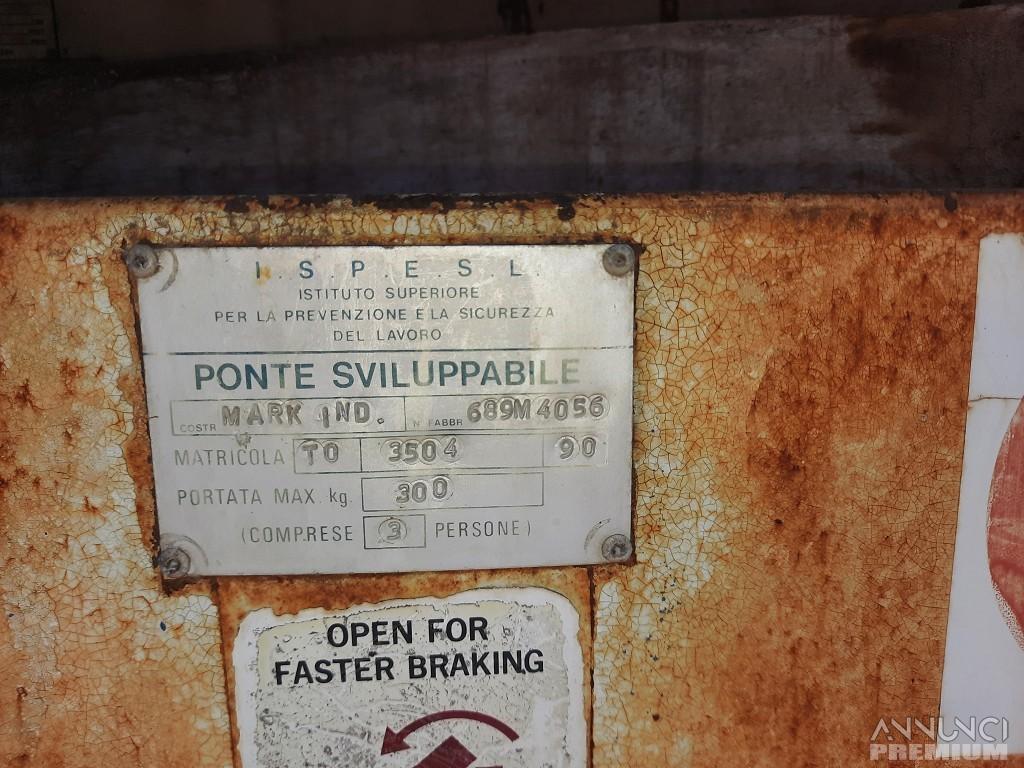 I.S.P.E.S.L.
ISTITUTO SUPERIORE
PER LA PREVENZIONE E LA SICUREZZA
DEL LAVORO
PONTE SVILUPPABILE
COSTR MARK IND. N FABBR 689M4056
MATRICOLA TO 3504 90
PORTATA MAX. kg. 300
(COMPRESE 3 PERSONE)
OPEN FOR
FASTER BRAKING
ANNUNCI
PREMIUM